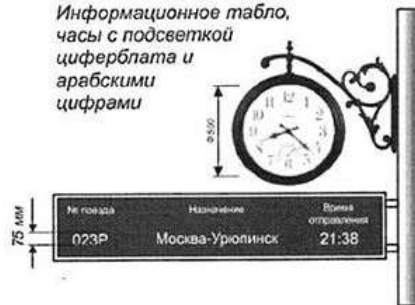 Информационное табло,
часы с подсветкой
циферблата и
арабскими
цифрами
Ф500
12
№ поезда Назначение Время отправления
75 мм
023Р Москва-Урюпинск 21:38